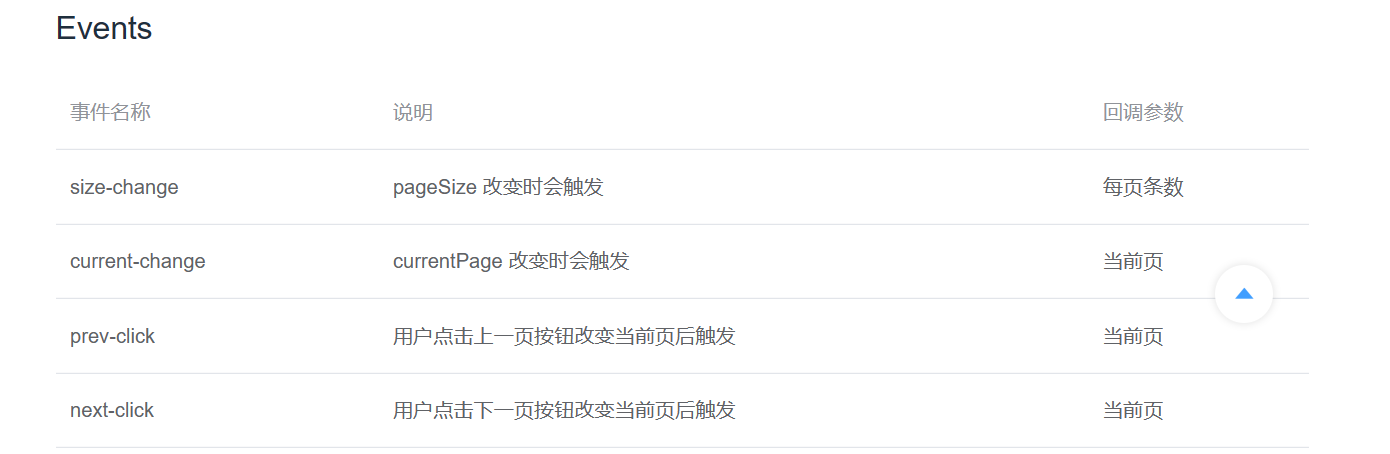 Events
事件名称 说明 回调参数
size-change pageSize 改变时会触发 每页条数
current-change currentPage 改变时会触发 当前页
prev-click 用户点击上一页按钮改变当前页后触发 当前页
next-click 用户点击下一页按钮改变当前页后触发 当前页